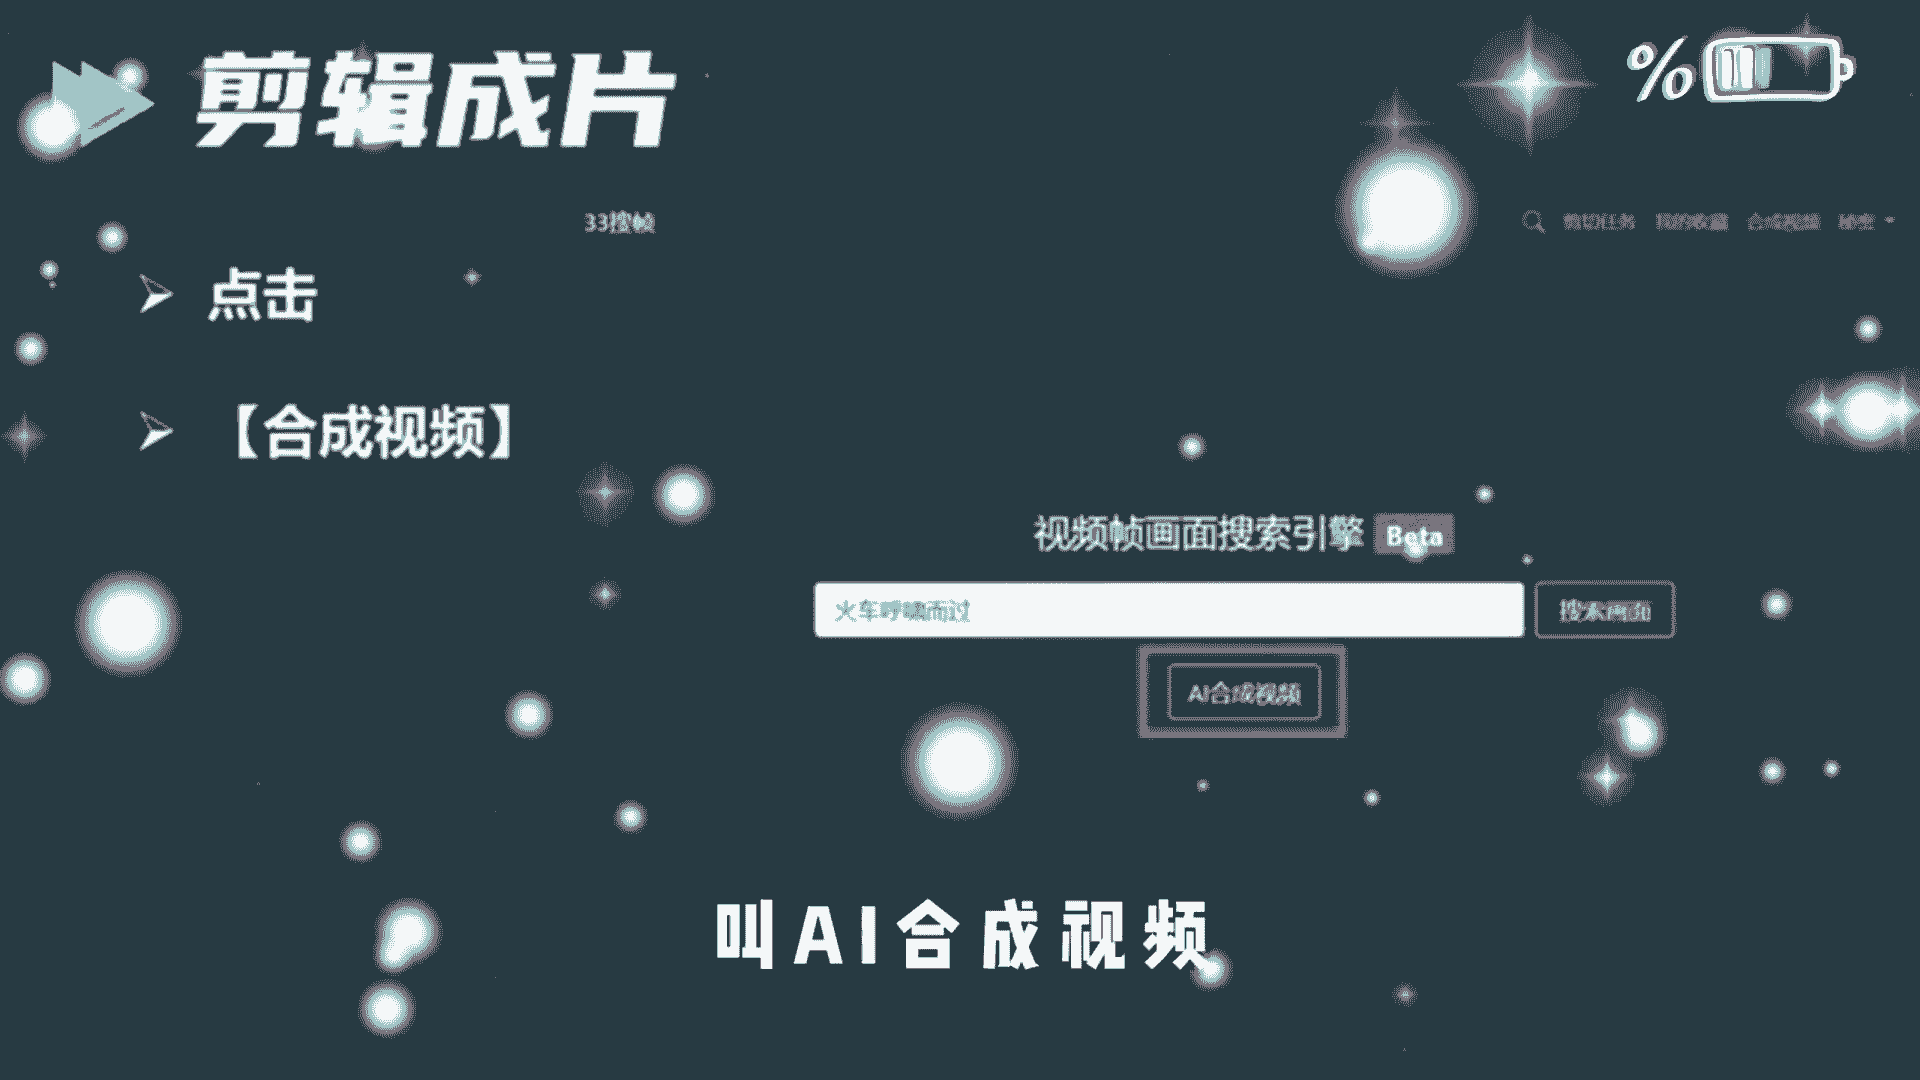 剪辑成片
%
33搜帧
剪切任务 我的收藏 合成视频
点击
【合成视频】
视频帧画面搜索引擎 Beta
火车呼啸而过
搜索画面
AI合成视频
叫AI合成视频